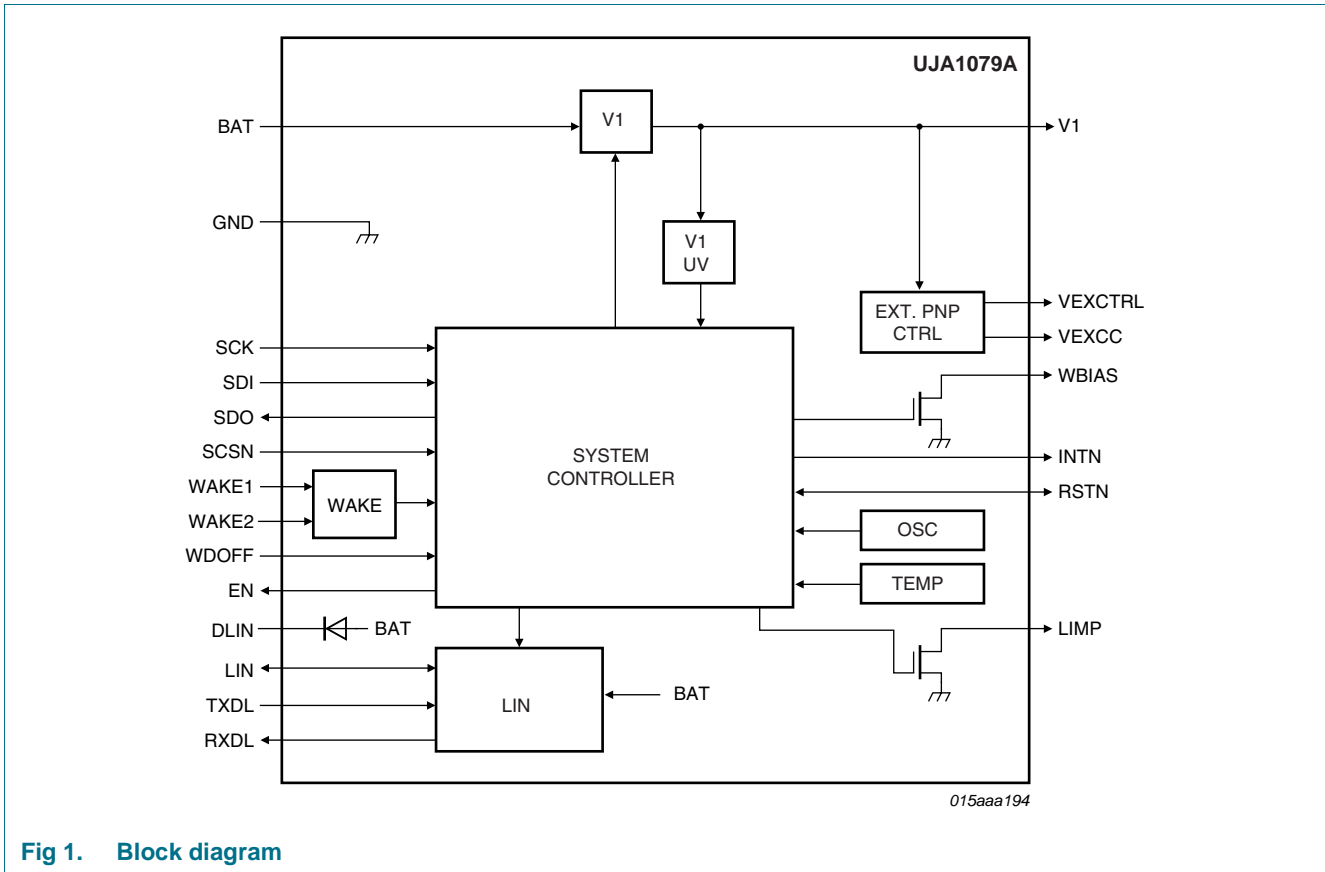 UJA1079A
BAT
V1
V1
GND
V1
UV
EXT. PNP
CTRL
VEXCTRL
VEXCC
WBIAS
SCK
SDI
SDO
SCSN
WAKE1
WAKE2
WAKE
WDOFF
EN
SYSTEM
CONTROLLER
INTN
RSTN
OSC
TEMP
DLIN
BAT
LIMP
LIN
TXDL
RXDL
LIN
BAT
015aaa194
Fig 1. Block diagram